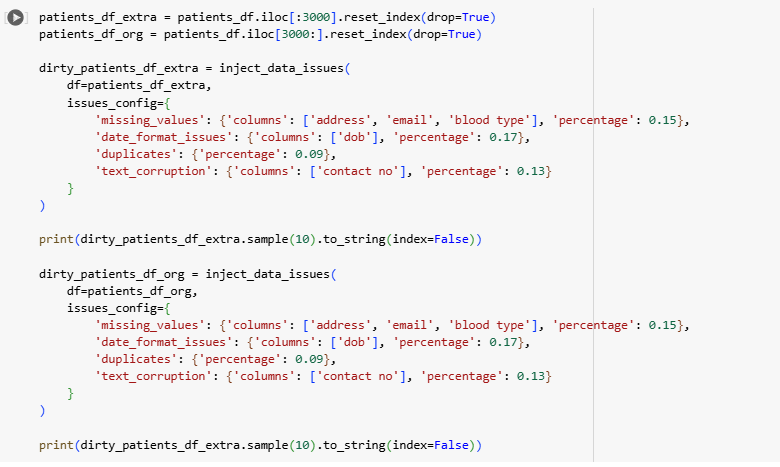 patients_df_extra = patients_df.iloc[:3000].reset_index(drop=True)
patients_df_org = patients_df.iloc[3000:].reset_index(drop=True)

dirty_patients_df_extra = inject_data_issues(
    df=patients_df_extra,
    issues_config={
        'missing_values': {'columns': ['address', 'email', 'blood type'], 'percentage': 0.15},
        'date_format_issues': {'columns': ['dob'], 'percentage': 0.17},
        'duplicates': {'percentage': 0.09},
        'text_corruption': {'columns': ['contact no'], 'percentage': 0.13}
    }
)

print(dirty_patients_df_extra.sample(10).to_string(index=False))

dirty_patients_df_org = inject_data_issues(
    df=patients_df_org,
    issues_config={
        'missing_values': {'columns': ['address', 'email', 'blood type'], 'percentage': 0.15},
        'date_format_issues': {'columns': ['dob'], 'percentage': 0.17},
        'duplicates': {'percentage': 0.09},
        'text_corruption': {'columns': ['contact no'], 'percentage': 0.13}
    }
)

print(dirty_patients_df_extra.sample(10).to_string(index=False))